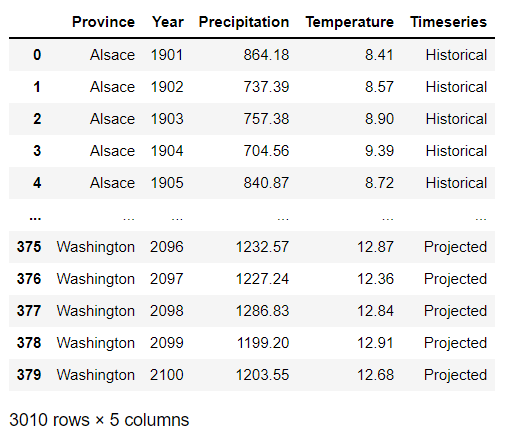 Province Year Precipitation Temperature Timeseries
0 Alsace 1901 864.18 8.41 Historical
1 Alsace 1902 737.39 8.57 Historical
2 Alsace 1903 757.38 8.90 Historical
3 Alsace 1904 704.56 9.39 Historical
4 Alsace 1905 840.87 8.72 Historical
... ... ... ... ... ...
375 Washington 2096 1232.57 12.87 Projected
376 Washington 2097 1227.24 12.36 Projected
377 Washington 2098 1286.83 12.84 Projected
378 Washington 2099 1199.20 12.91 Projected
379 Washington 2100 1203.55 12.68 Projected
3010 rows × 5 columns